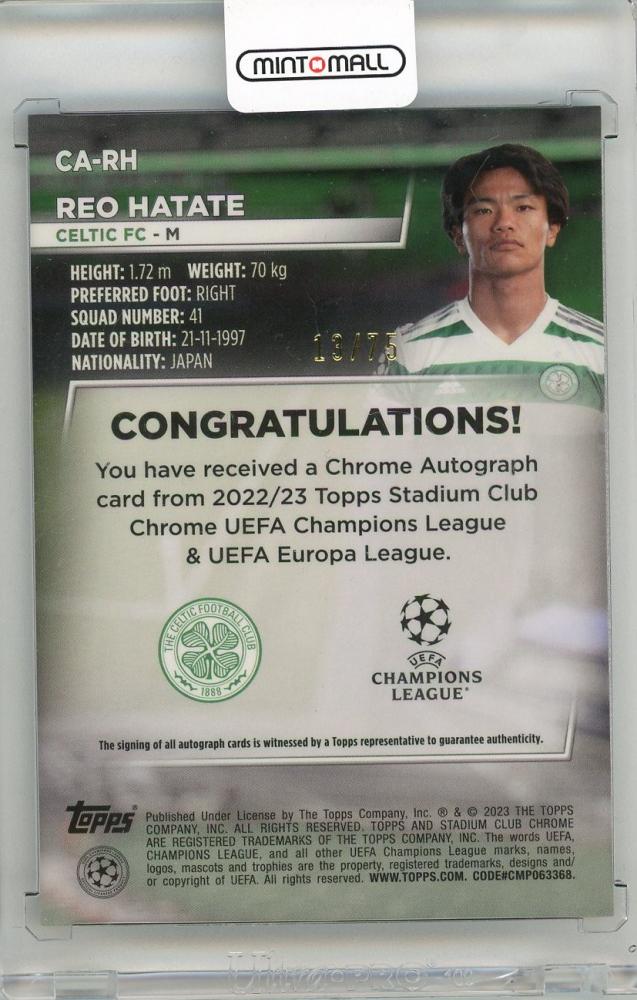 MINT MALL
CA-RH
REO HATATE
CELTIC FC - M
HEIGHT: 1.72 m WEIGHT: 70 kg
PREFERRED FOOT: RIGHT
SQUAD NUMBER: 41
DATE OF BIRTH: 21-11-1997
NATIONALITY: JAPAN
13/75
CONGRATULATIONS!
You have received a Chrome Autograph
card from 2022/23 Topps Stadium Club
Chrome UEFA Champions League
& UEFA Europa League.
THE CELTIC FOOTBALL CLUB
1888
UEFA
CHAMPIONS
LEAGUE®
The signing of all autograph cards is witnessed by a Topps representative to guarantee authenticity.
Topps®
Published Under License by The Topps Company, Inc. ® & © 2023 THE TOPPS
COMPANY, INC. ALL RIGHTS RESERVED. TOPPS AND STADIUM CLUB CHROME
ARE REGISTERED TRADEMARKS OF THE TOPPS COMPANY, INC. The words UEFA,
CHAMPIONS LEAGUE, and all other UEFA Champions League marks, names,
logos, mascots and trophies are the property, registered trademarks, designs and/
or copyright of UEFA. All rights reserved. WWW.TOPPS.COM. CODE#CMP063368.